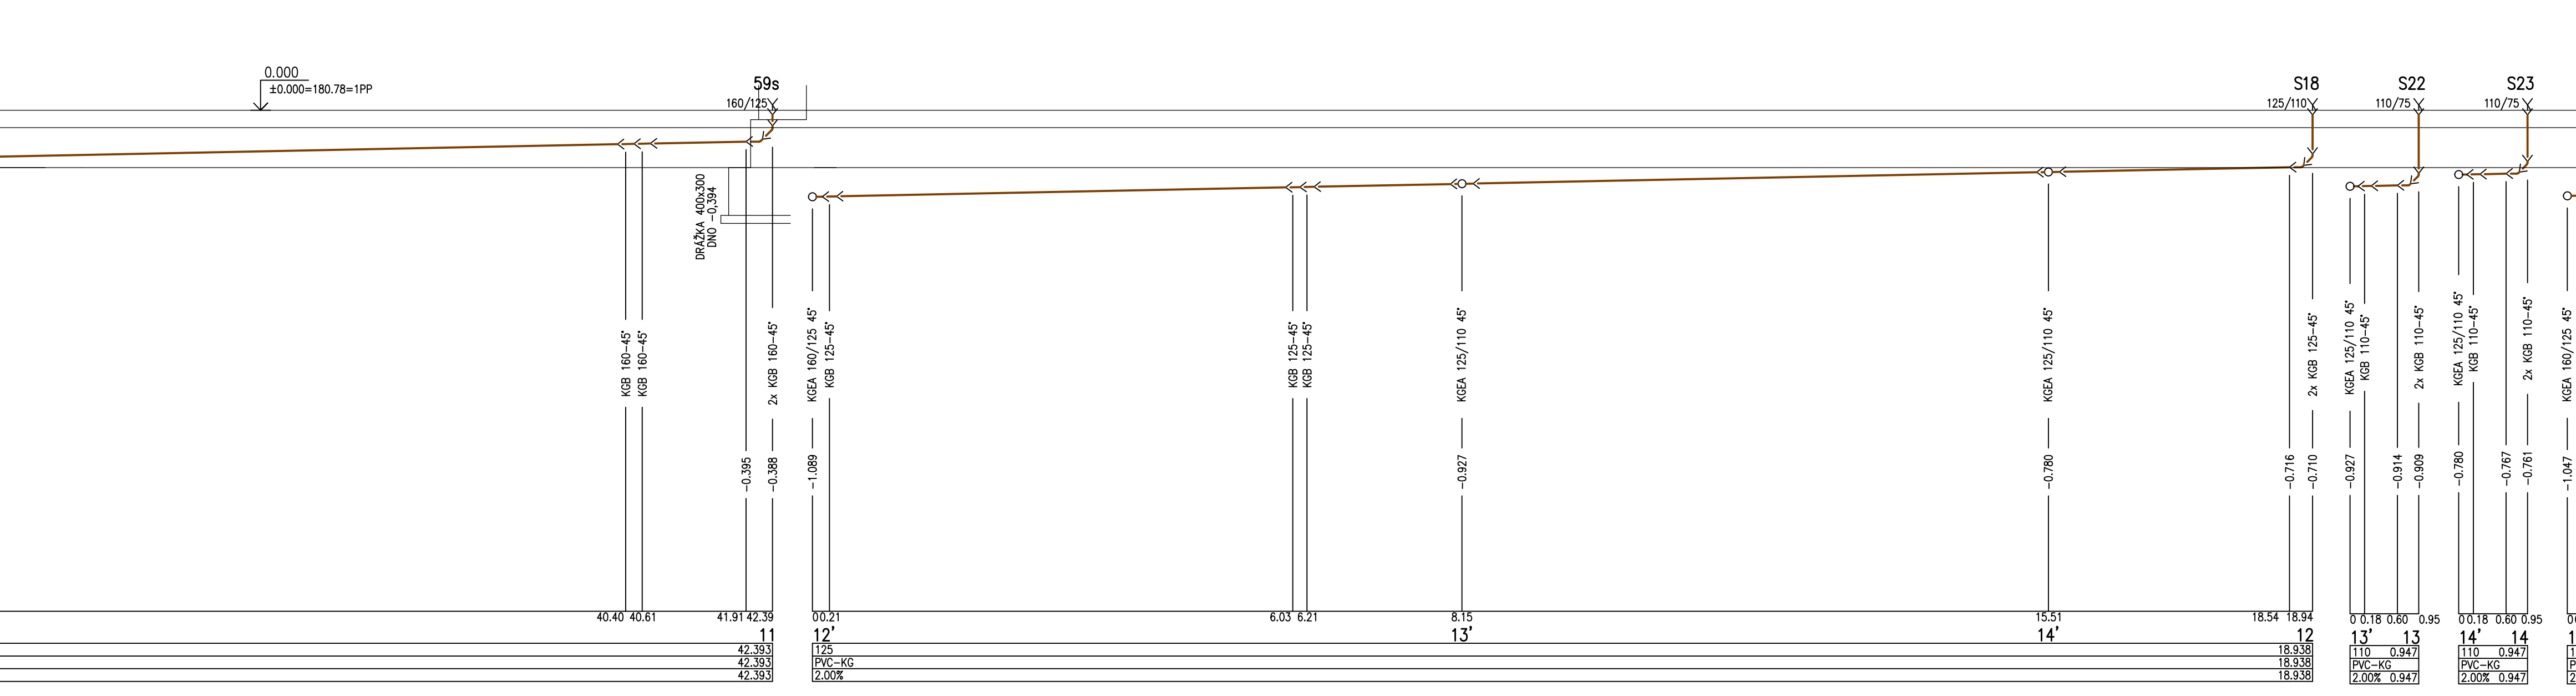 0.000
±0.000=180.78=1PP
59s
160/125
S18
125/110
S22
110/75
S23
110/75
DRÁŽKA 400x300
DNO -0,394
KGB 160-45°
KGB 160-45°
2x KGB 160-45°
KGEA 160/125 45°
KGB 125-45°
KGB 125-45°
KGB 125-45°
KGEA 125/110 45°
KGEA 125/110 45°
2x KGB 125-45°
KGEA 125/110 45°
KGB 110-45°
2x KGB 110-45°
KGEA 125/110 45°
KGB 110-45°
2x KGB 110-45°
KGEA 160/125 45°
-0.395
-0.388
-1.089
-0.927
-0.780
-0.716
-0.710
-0.927
-0.914
-0.909
-0.780
-0.767
-0.761
-1.047
40.40 40.61 41.91 42.39
0 0.21 6.03 6.21 8.15 15.51 18.54 18.94
0 0.18 0.60 0.95
0 0.18 0.60 0.95
11
12' 13' 14' 12
13' 13
14' 14
42.393
42.393
42.393
125 18.938
PVC-KG 18.938
2.00% 18.938
110 0.947
PVC-KG
2.00% 0.947
110 0.947
PVC-KG
2.00% 0.947